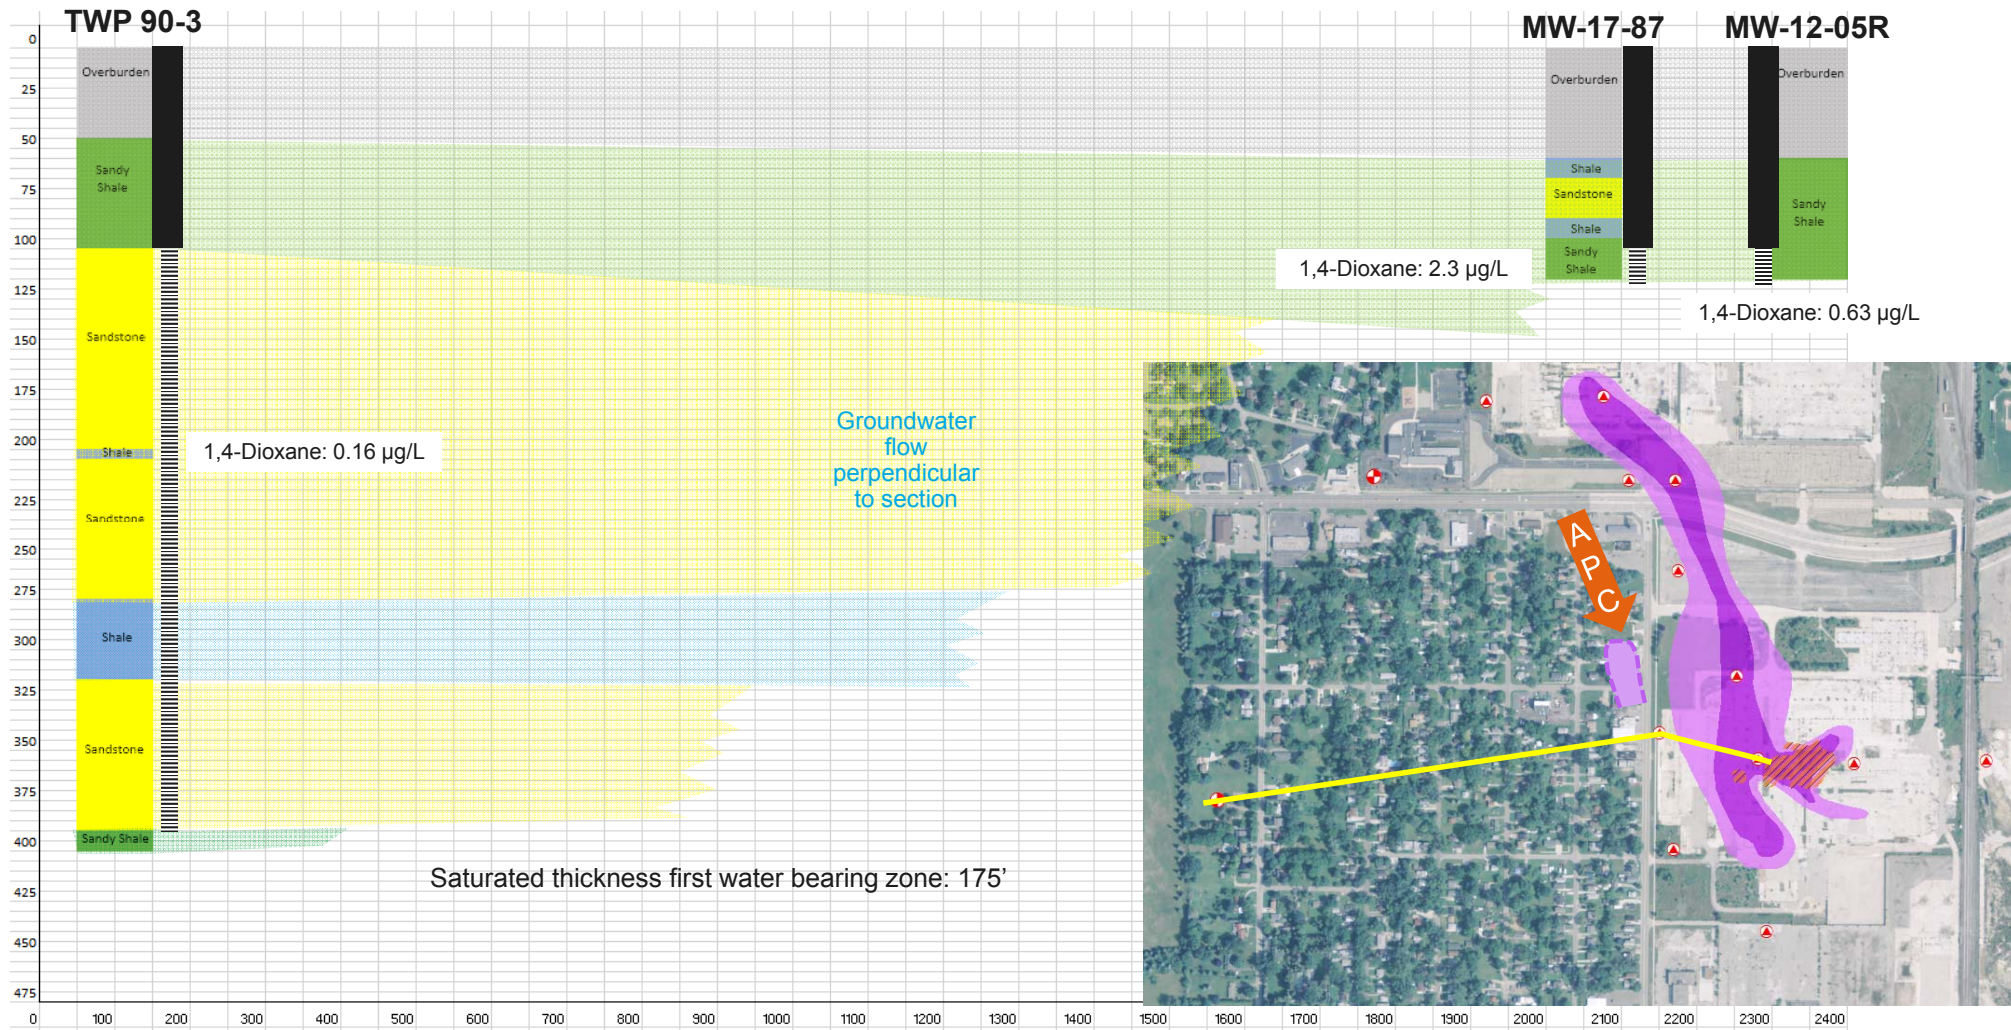 TWP 90-3
MW-17-87
MW-12-05R
0
25
50
75
100
125
150
175
200
225
250
275
300
325
350
375
400
425
450
475
Overburden
Sandy
Shale
Sandstone
Shale
Sandstone
Shale
Sandstone
Sandy Shale
1,4-Dioxane: 0.16 µg/L
Groundwater
flow
perpendicular
to section
Saturated thickness first water bearing zone: 175’
Overburden
Shale
Sandstone
Shale
Sandy
Shale
1,4-Dioxane: 2.3 µg/L
Overburden
Sandy
Shale
1,4-Dioxane: 0.63 µg/L
A
P
C
0 100 200 300 400 500 600 700 800 900 1000 1100 1200 1300 1400 1500 1600 1700 1800 1900 2000 2100 2200 2300 2400